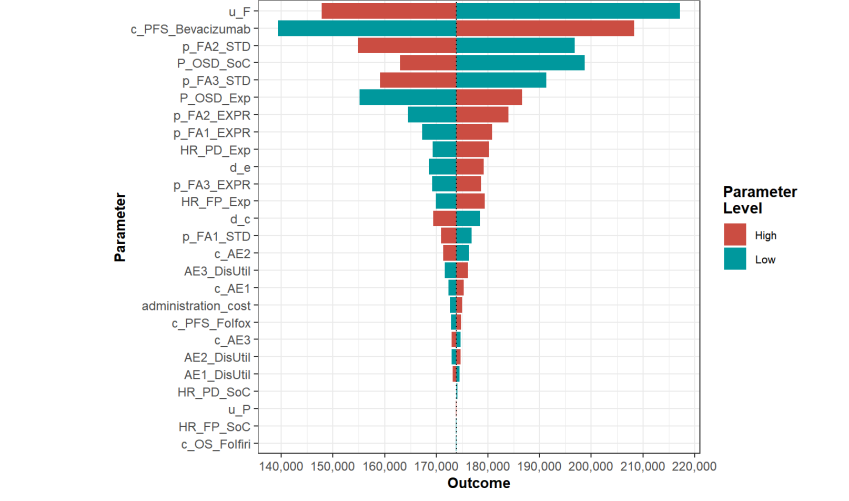 u_F
c_PFS_Bevacizumab
p_FA2_STD
P_OSD_SoC
p_FA3_STD
P_OSD_Exp
p_FA2_EXPR
p_FA1_EXPR
HR_PD_Exp
d_e
p_FA3_EXPR
HR_FP_Exp
d_c
p_FA1_STD
c_AE2
AE3_DisUtil
c_AE1
administration_cost
c_PFS_Folfox
c_AE3
AE2_DisUtil
AE1_DisUtil
HR_PD_SoC
u_P
HR_FP_SoC
c_OS_Folfiri
Parameter
140,000 150,000 160,000 170,000 180,000 190,000 200,000 210,000 220,000
Outcome
Parameter
Level
High
Low